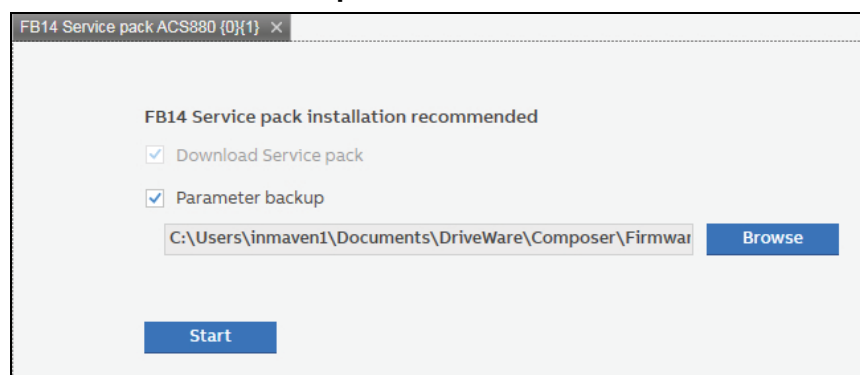 FB14 Service pack ACS880 {0}{1} ×
FB14 Service pack installation recommended
Download Service pack
Parameter backup
C:\Users\inmaven1\Documents\DriveWare\Composer\Firmwar Browse
Start